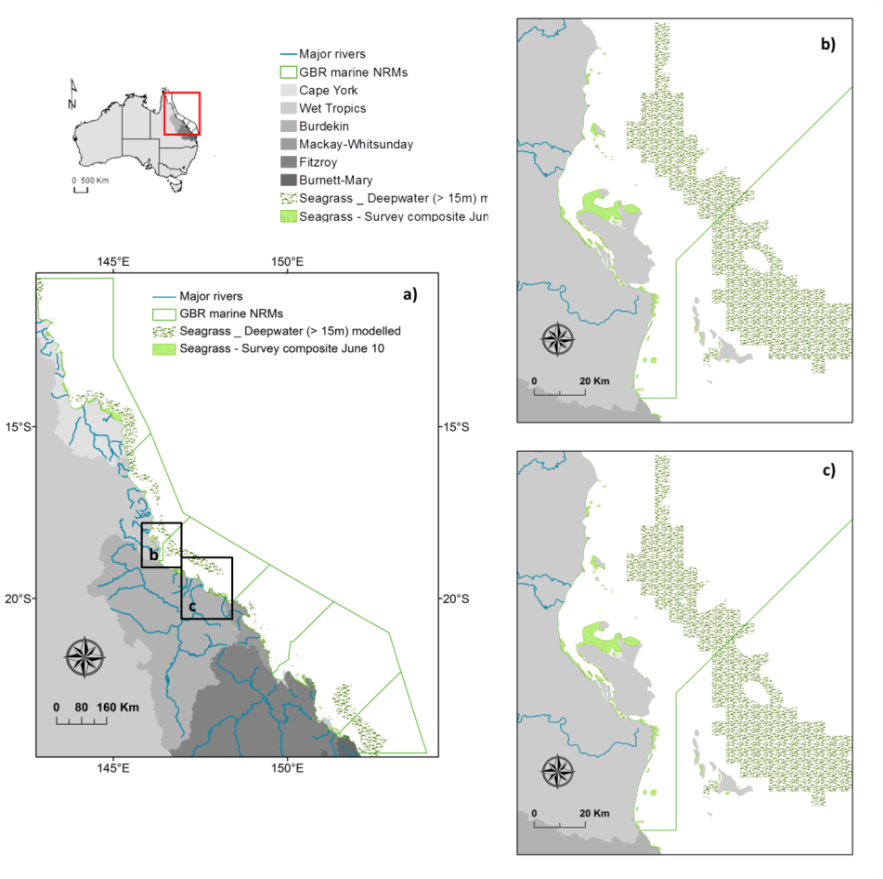 N
0 500 Km
Major rivers
GBR marine NRMs
Cape York
Wet Tropics
Burdekin
Mackay-Whitsunday
Fitzroy
Burnett-Mary
Seagrass _ Deepwater (> 15m) m
Seagrass - Survey composite Jun
145°E 150°E
a)
Major rivers
GBR marine NRMs
Seagrass _ Deepwater (> 15m) modelled
Seagrass - Survey composite June 10
15°S 15°S
b
20°S 20°S
c
0 80 160 Km
145°E 150°E
b)
0 20 Km
c)
0 20 Km